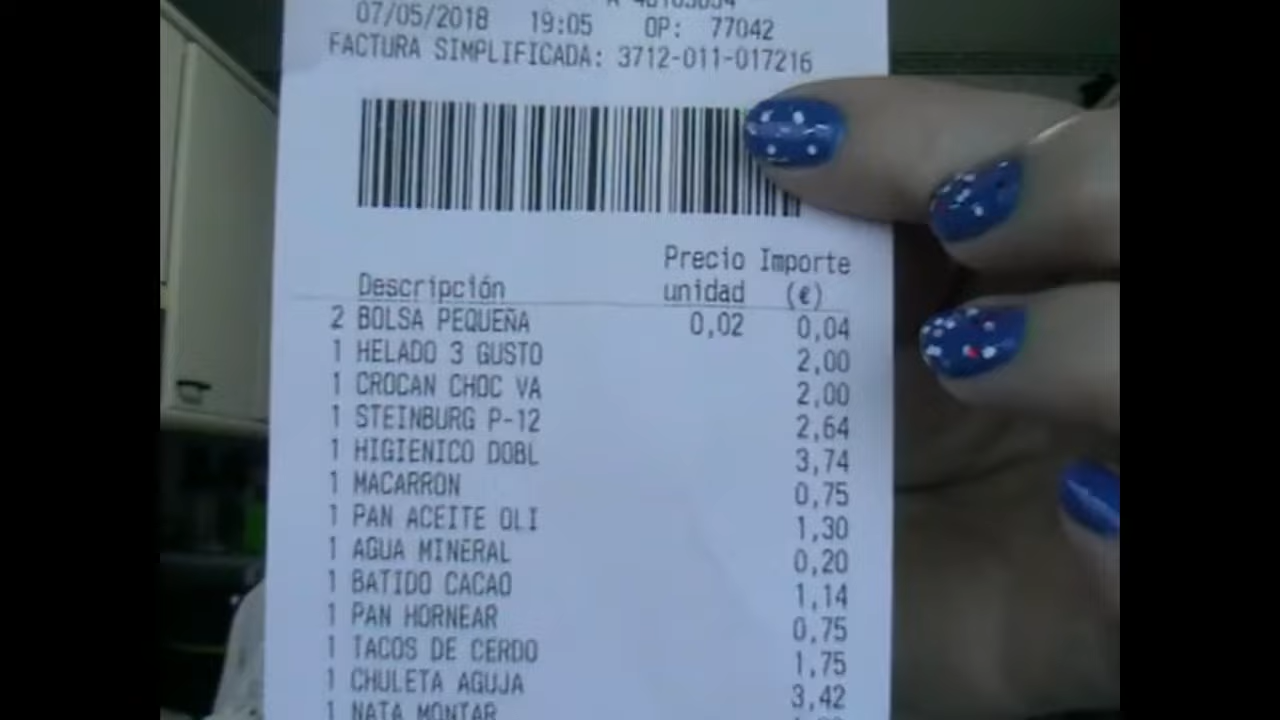 07/05/2018 19:05 OP: 77042
FACTURA SIMPLIFICADA: 3712-011-017216
Precio Importe
Descripción unidad (€)
2 BOLSA PEQUEÑA 0,02 0,04
1 HELADO 3 GUSTO 2,00
1 CROCAN CHOC VA 2,00
1 STEINBURG P-12 2,64
1 HIGIENICO DOBL 3,74
1 MACARRON 0,75
1 PAN ACEITE OLI 1,30
1 AGUA MINERAL 0,20
1 BATIDO CACAO 1,14
1 PAN HORNEAR 0,75
1 TACOS DE CERDO 1,75
1 CHULETA AGUJA 3,42
1 NATA MONTAR